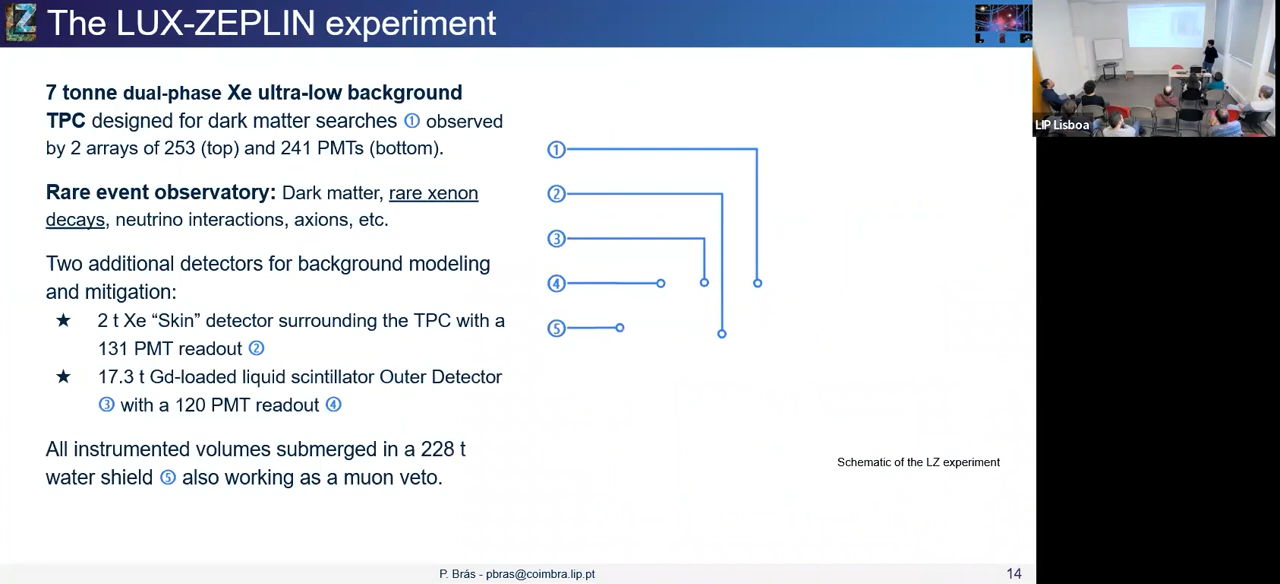 The LUX-ZEPLIN experiment
7 tonne dual-phase Xe ultra-low background
TPC designed for dark matter searches ① observed
by 2 arrays of 253 (top) and 241 PMTs (bottom).
Rare event observatory: Dark matter, rare xenon
decays, neutrino interactions, axions, etc.
Two additional detectors for background modeling
and mitigation:
★ 2 t Xe “Skin” detector surrounding the TPC with a
131 PMT readout ②
★ 17.3 t Gd-loaded liquid scintillator Outer Detector
③ with a 120 PMT readout ④
All instrumented volumes submerged in a 228 t
water shield ⑤ also working as a muon veto.
①
②
③
④
⑤
Schematic of the LZ experiment
P. Brás - pbras@coimbra.lip.pt
14
LIP Lisboa